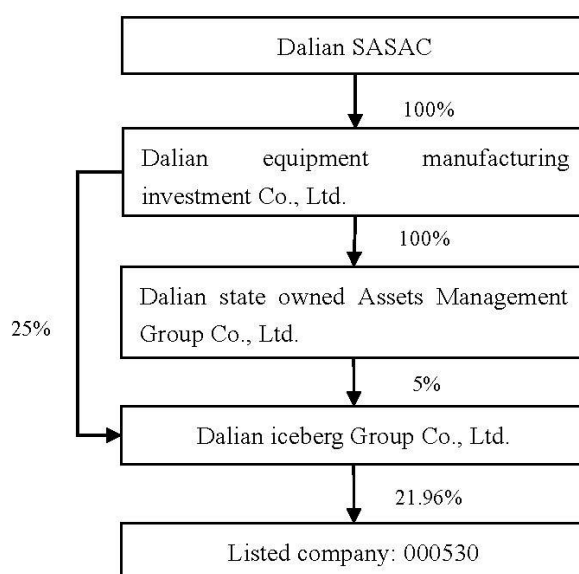 Dalian SASAC
100%
Dalian equipment manufacturing
investment Co., Ltd.
100%
Dalian state owned Assets Management
Group Co., Ltd.
25%
5%
Dalian iceberg Group Co., Ltd.
21.96%
Listed company: 000530